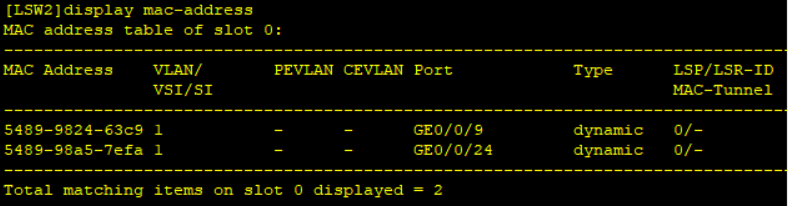 [LSW2]display mac-address
MAC address table of slot 0:
-------------------------------------------------------------------------------
MAC Address    VLAN/       PEVLAN CEVLAN Port            Type      LSP/LSR-ID
               VSI/SI                                              MAC-Tunnel
-------------------------------------------------------------------------------
5489-9824-63c9 1           -      -      GE0/0/9         dynamic   0/-
5489-98a5-7efa 1           -      -      GE0/0/24        dynamic   0/-
-------------------------------------------------------------------------------
Total matching items on slot 0 displayed = 2